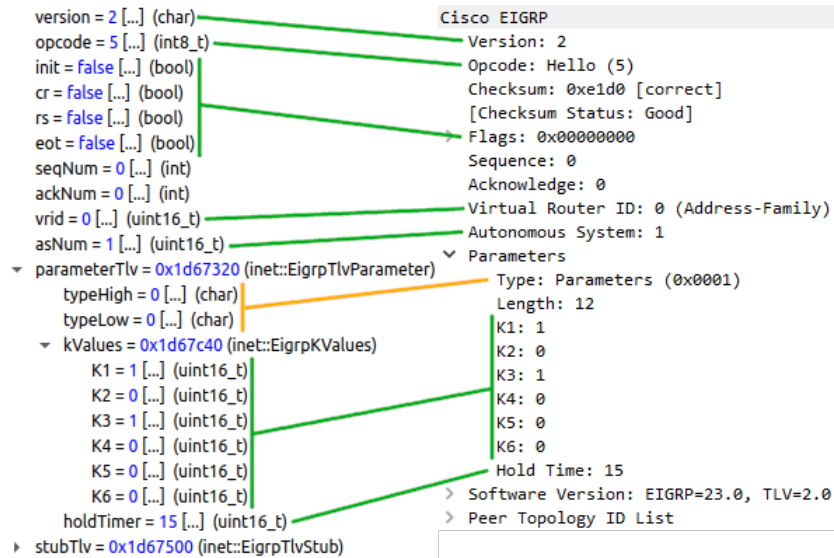 version = 2 [...] (char)
opcode = 5 [...] (int8_t)
init = false [...] (bool)
cr = false [...] (bool)
rs = false [...] (bool)
eot = false [...] (bool)
seqNum = 0 [...] (int)
ackNum = 0 [...] (int)
vrid = 0 [...] (uint16_t)
asNum = 1 [...] (uint16_t)
parameterTlv = 0x1d67320 (inet::EigrpTlvParameter)
typeHigh = 0 [...] (char)
typeLow = 0 [...] (char)
kValues = 0x1d67c40 (inet::EigrpKValues)
K1 = 1 [...] (uint16_t)
K2 = 0 [...] (uint16_t)
K3 = 1 [...] (uint16_t)
K4 = 0 [...] (uint16_t)
K5 = 0 [...] (uint16_t)
K6 = 0 [...] (uint16_t)
holdTimer = 15 [...] (uint16_t)
stubTlv = 0x1d67500 (inet::EigrpTlvStub)
Cisco EIGRP
Version: 2
Opcode: Hello (5)
Checksum: 0xe1d0 [correct]
[Checksum Status: Good]
Flags: 0x00000000
Sequence: 0
Acknowledge: 0
Virtual Router ID: 0 (Address-Family)
Autonomous System: 1
Parameters
Type: Parameters (0x0001)
Length: 12
K1: 1
K2: 0
K3: 1
K4: 0
K5: 0
K6: 0
Hold Time: 15
Software Version: EIGRP=23.0, TLV=2.0
Peer Topology ID List